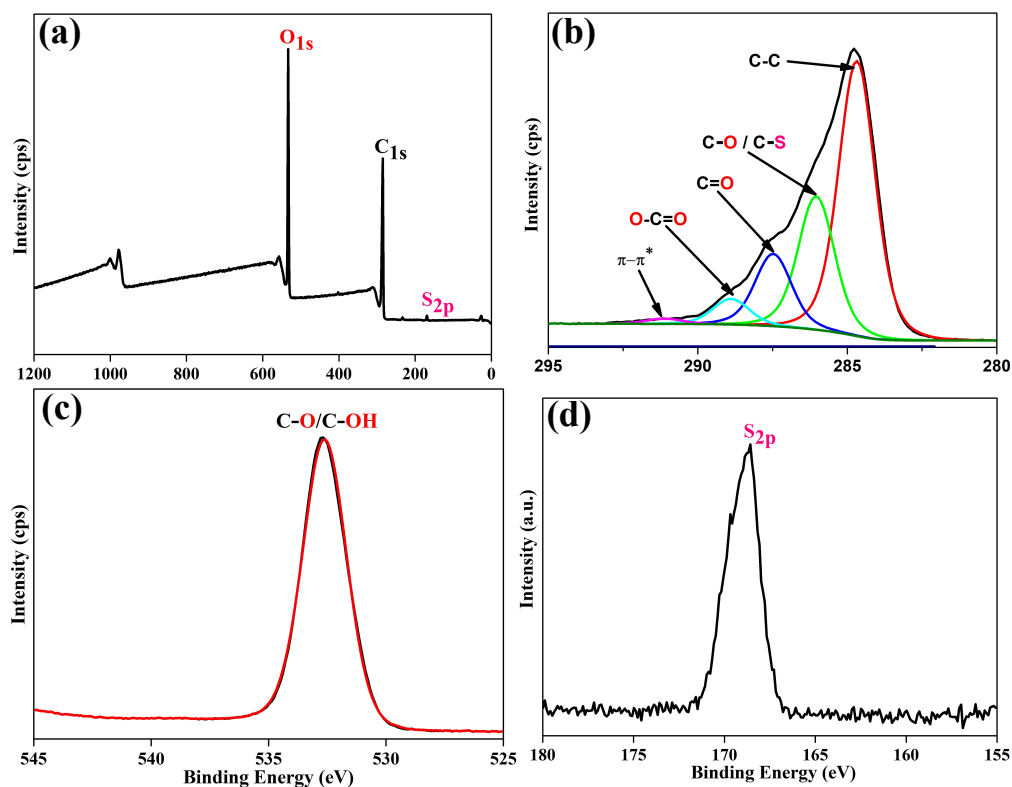 (a)
O1s
C1s
S2p
Intensity (cps)
1200 1000 800 600 400 200 0
(b)
C-C
C-O / C-S
C=O
O-C=O
π−π*
Intensity (cps)
295 290 285 280
(c)
C-O/C-OH
Intensity (cps)
545 540 535 530 525
Binding Energy (eV)
(d)
S2p
Intensity (a.u.)
180 175 170 165 160 155
Binding Energy (eV)